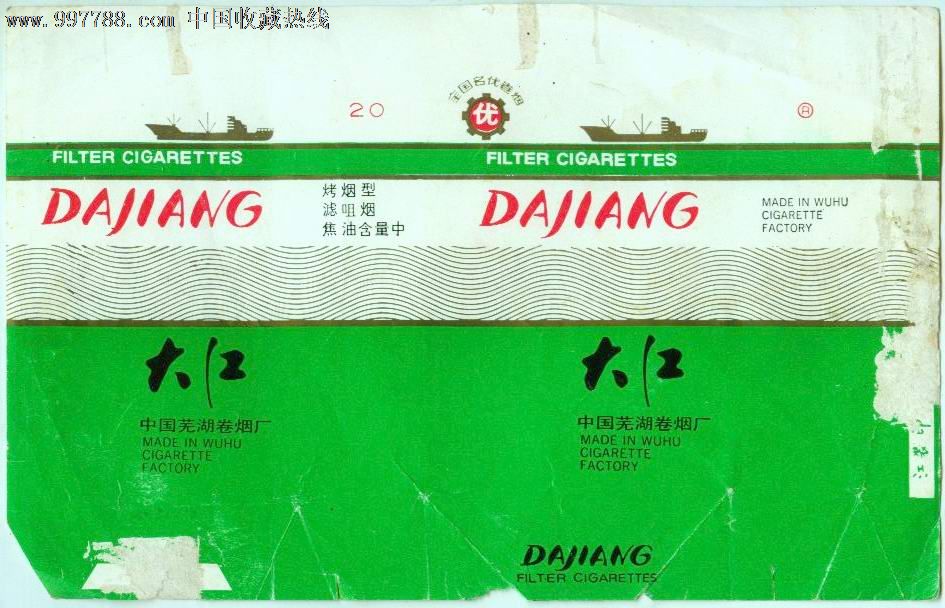 www.997788.com 中国收藏热线
全国名优卷烟
优
20
R
FILTER CIGARETTES
FILTER CIGARETTES
DAJIANG
烤烟型
滤咀烟
焦油含量中
DAJIANG
MADE IN WUHU
CIGARETTE
FACTORY
大江
中国芜湖卷烟厂
MADE IN WUHU
CIGARETTE
FACTORY
大江
中国芜湖卷烟厂
MADE IN WUHU
CIGARETTE
FACTORY
DAJIANG
FILTER CIGARETTES